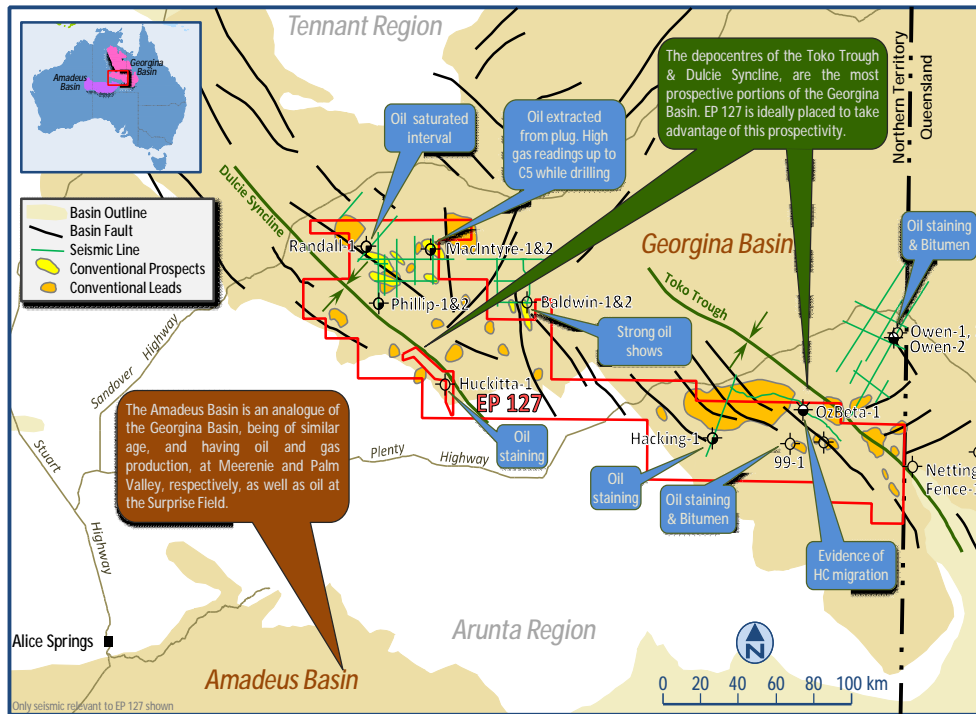 Tennant Region
Georgina
Basin
Amadeus
Basin
Oil saturated
interval
Oil extracted
from plug. High
gas readings up to
C5 while drilling
The depocentres of the Toko Trough
& Dulcie Syncline, are the most
prospective portions of the Georgina
Basin. EP 127 is ideally placed to take
advantage of this prospectivity.
Northern Territory
Queensland
Basin Outline
Basin Fault
Seismic Line
Conventional Prospects
Conventional Leads
Dulcie Syncline
Randall-1
MacIntyre-1&2
Georgina Basin
Oil staining
& Bitumen
Phillip-1&2
Baldwin-1&2
Toko Trough
Owen-1,
Owen-2
Strong oil
shows
Sandover Highway
Huckitta-1
EP 127
OzBeta-1
The Amadeus Basin is an analogue of
the Georgina Basin, being of similar
age, and having oil and gas
production, at Meerenie and Palm
Valley, respectively, as well as oil at
the Surprise Field.
Oil
staining
Hacking-1
99-1
Plenty Highway
Netting
Fence-1
Oil
staining
Oil staining
& Bitumen
Evidence of
HC migration
Stuart Highway
Alice Springs
Arunta Region
N
Amadeus Basin
0 20 40 60 80 100 km
Only seismic relevant to EP 127 shown